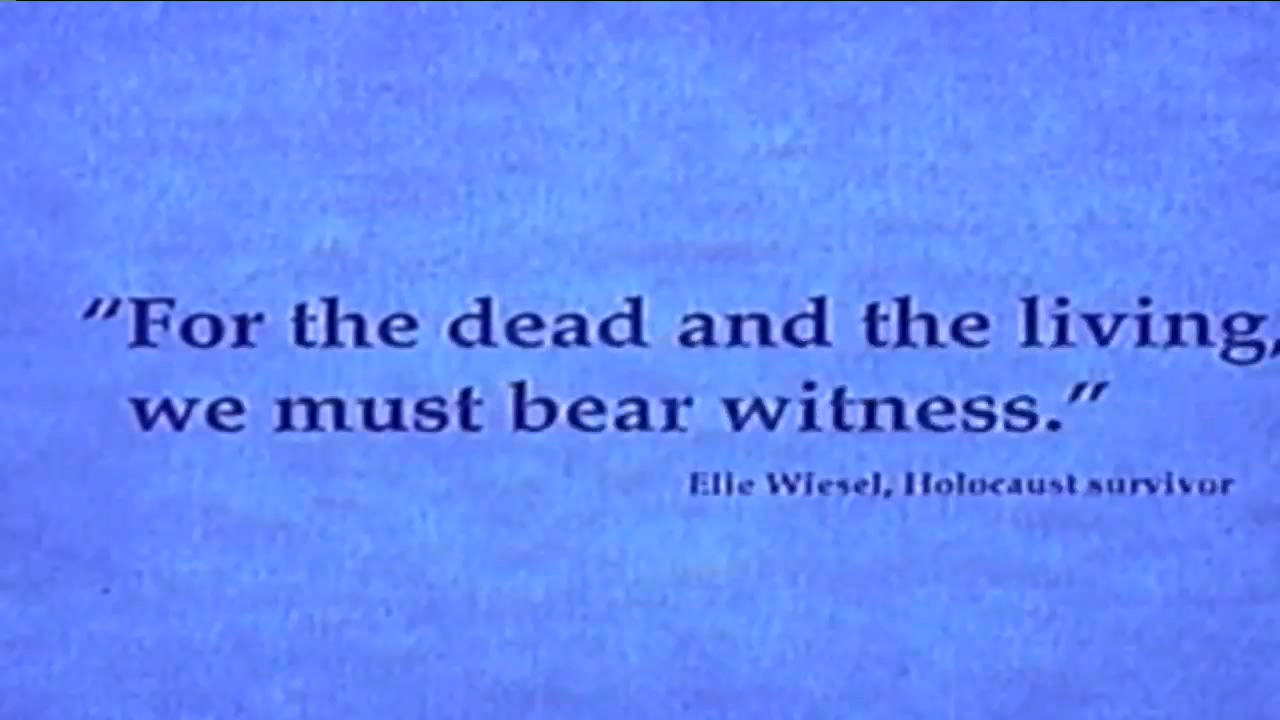 "For the dead and the living,
we must bear witness."
Elie Wiesel, Holocaust survivor